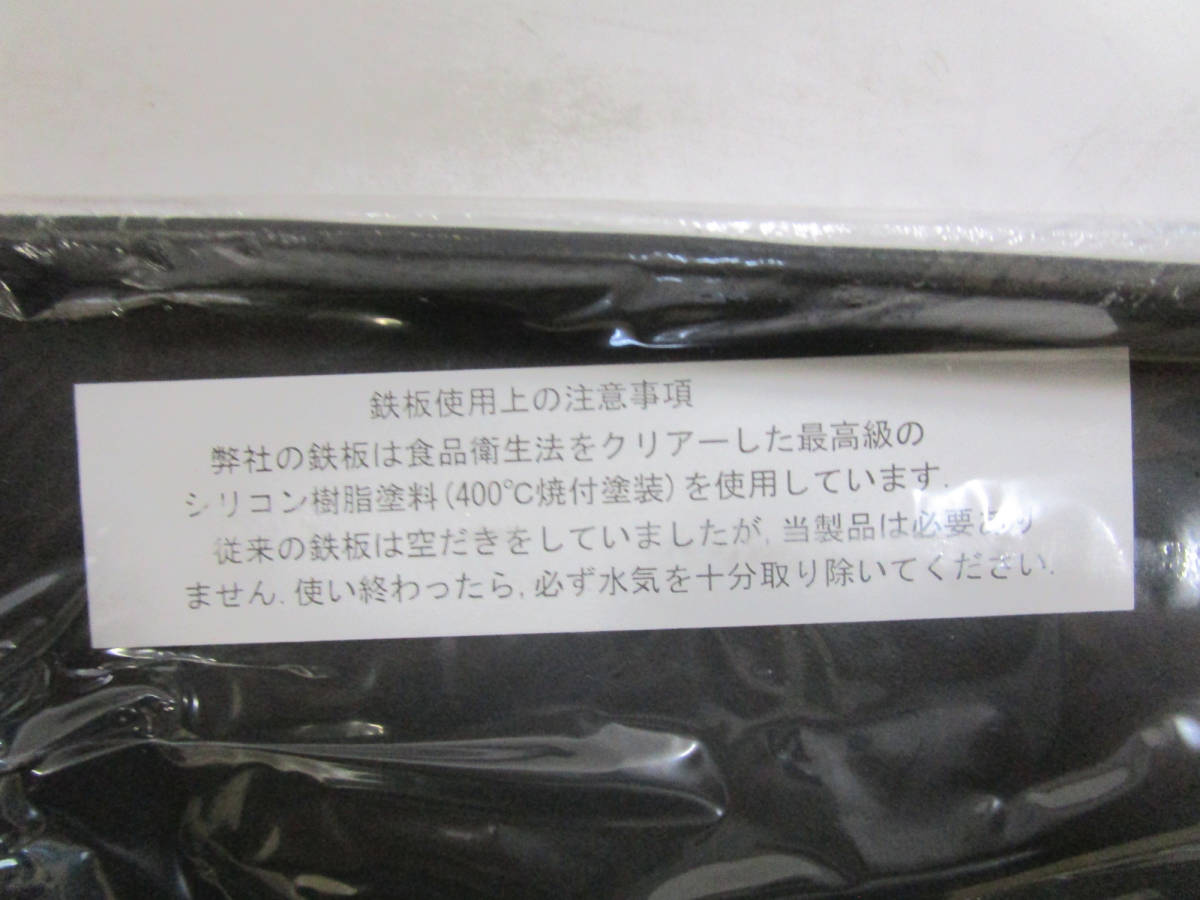 鉄板使用上の注意事項
弊社の鉄板は食品衛生法をクリアーした最高級の
シリコン樹脂塗料(400℃焼付塗装)を使用しています.
従来の鉄板は空だきをしていましたが,当製品は必要あり
ません.使い終わったら,必ず水気を十分取り除いてください.